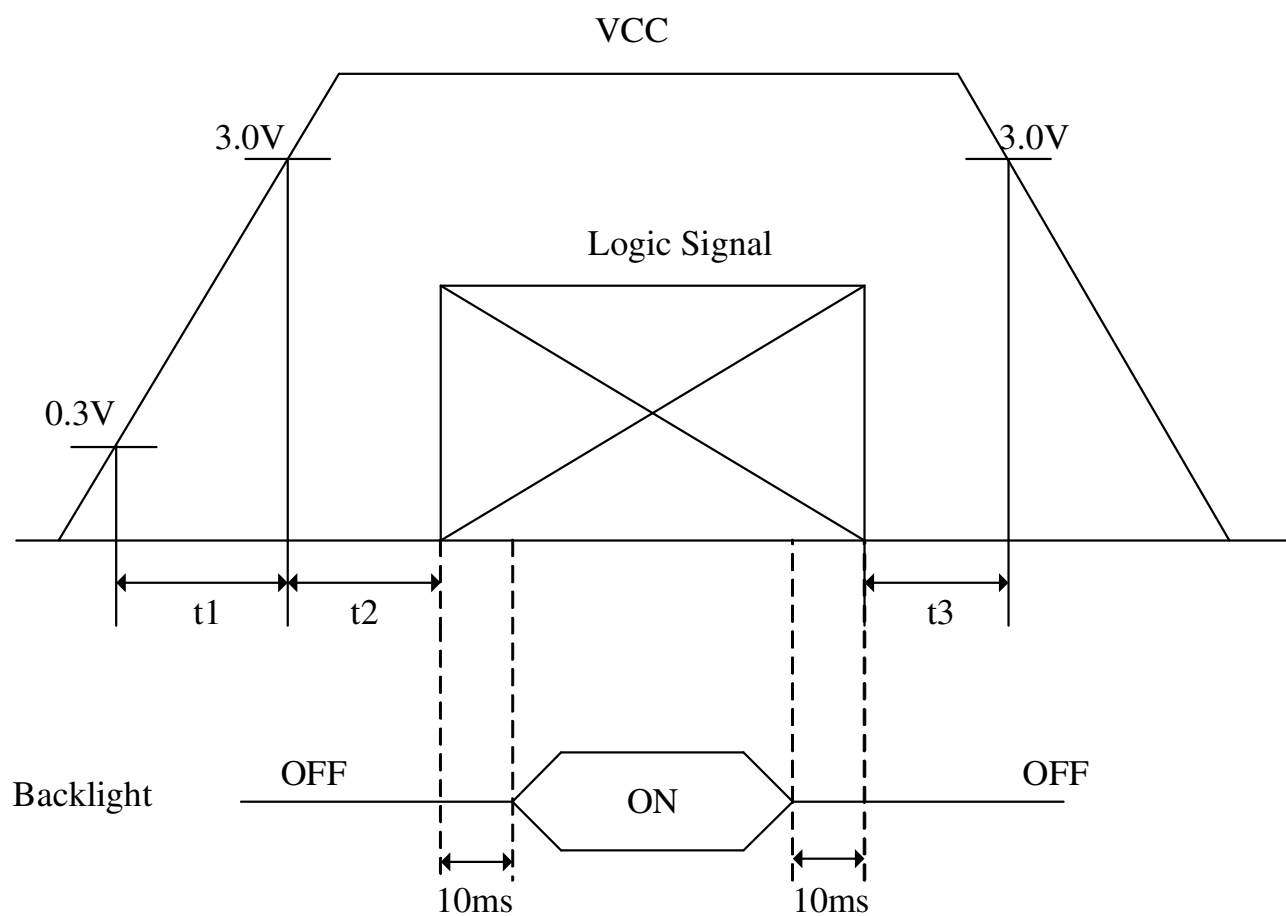 VCC
3.0V
3.0V
Logic Signal
0.3V
t1
t2
t3
OFF
OFF
Backlight
ON
10ms
10ms